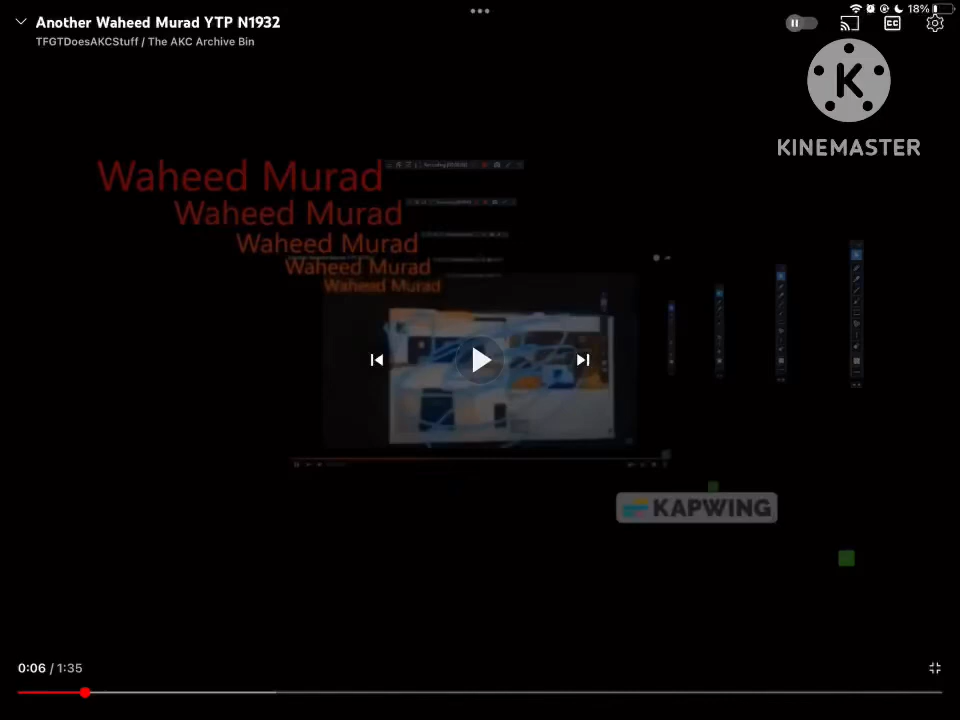 Another Waheed Murad YTP N1932
18%
TFGTDoesAKCStuff / The AKC Archive Bin
CC
K
KINEMASTER
Waheed Murad
Waheed Murad
Waheed Murad
Waheed Murad
Waheed Murad
KAPWING
0:06 / 1:35